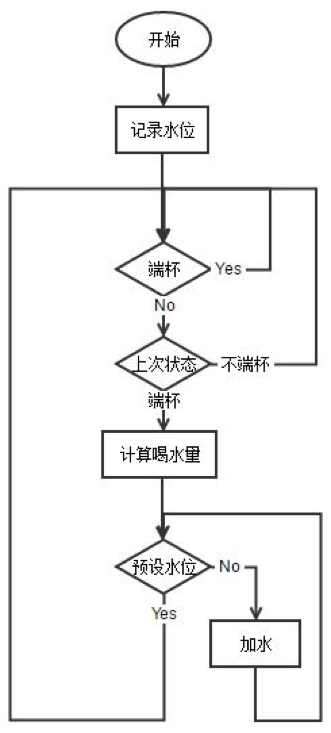 开始
记录水位
端杯
Yes
No
上次状态
不端杯
端杯
计算喝水量
预设水位
No
Yes
加水